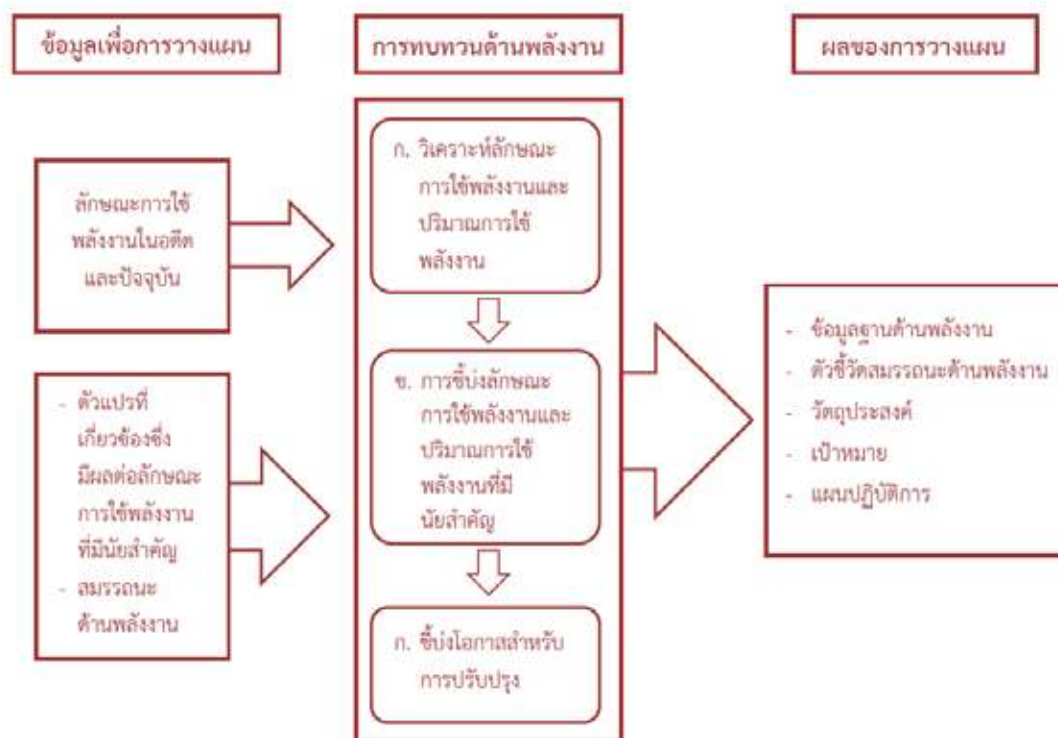 ข้อมูลเพื่อการวางแผน
การทบทวนด้านพลังงาน
ผลของการวางแผน
ลักษณะการใช้
พลังงานในอดีต
และปัจจุบัน
- ตัวแปรที่
เกี่ยวข้องซึ่ง
มีผลต่อลักษณะ
การใช้พลังงาน
ที่มีนัยสำคัญ
- สมรรถนะ
ด้านพลังงาน
ก. วิเคราะห์ลักษณะ
การใช้พลังงานและ
ปริมาณการใช้
พลังงาน
ข. การชี้บ่งลักษณะ
การใช้พลังงานและ
ปริมาณการใช้
พลังงานที่มี
นัยสำคัญ
ก. ชี้บ่งโอกาสสำหรับ
การปรับปรุง
- ข้อมูลฐานด้านพลังงาน
- ตัวชี้วัดสมรรถนะด้านพลังงาน
- วัตถุประสงค์
- เป้าหมาย
- แผนปฏิบัติการ